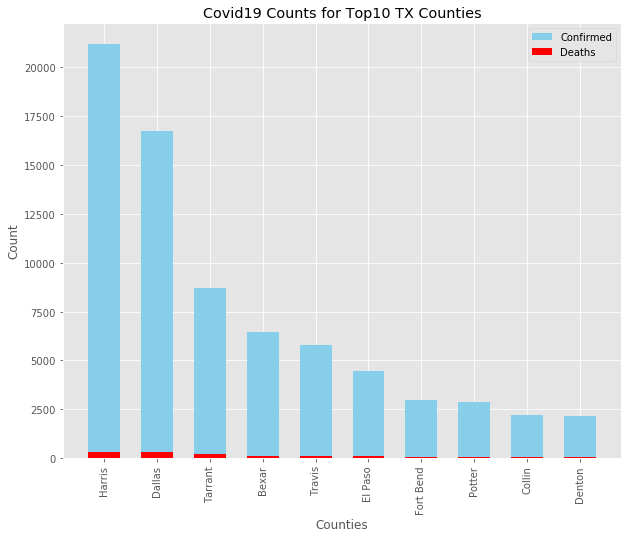 Covid19 Counts for Top10 TX Counties
Confirmed
Deaths
20000
17500
15000
12500
10000
7500
5000
2500
0
Count
Harris
Dallas
Tarrant
Bexar
Travis
El Paso
Fort Bend
Potter
Collin
Denton
Counties